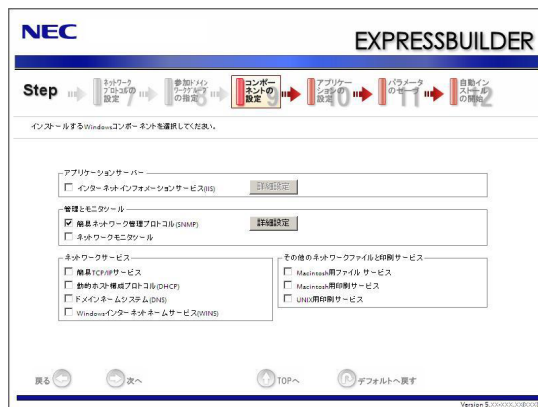 NEC
EXPRESSBUILDER
Step
ネットワーク
プロトコルの
設定
7
参加ドメイン
ワークグループ
の指定
8
コンポー
ネントの
設定
9
アプリケー
ションの
設定
10
パラメータ
のセーブ
11
自動イン
ストール
の開始
12
インストールするWindowsコンポーネントを選択してください。
アプリケーションサーバー
インターネットインフォメーションサービス(IIS)
詳細設定
管理とモニタツール
簡易ネットワーク管理プロトコル(SNMP)
詳細設定
ネットワークモニタツール
ネットワークサービス
簡易TCP/IPサービス
動的ホスト構成プロトコル(DHCP)
ドメインネームシステム(DNS)
Windowsインターネットネームサービス(WINS)
その他のネットワークファイルと印刷サービス
Macintosh用ファイル サービス
Macintosh用印刷サービス
UNIX用印刷サービス
戻る
次へ
TOPへ
デフォルトへ戻す